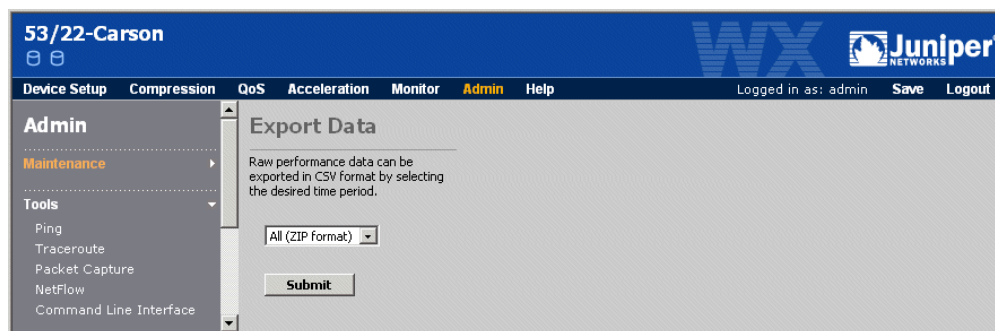 53/22-Carson
WX
Juniper
NETWORKS
Device Setup Compression QoS Acceleration Monitor Admin Help Logged in as: admin Save Logout
Admin
Maintenance
Tools
Ping
Traceroute
Packet Capture
NetFlow
Command Line Interface
Export Data
Raw performance data can be
exported in CSV format by selecting
the desired time period.
All (ZIP format)
Submit